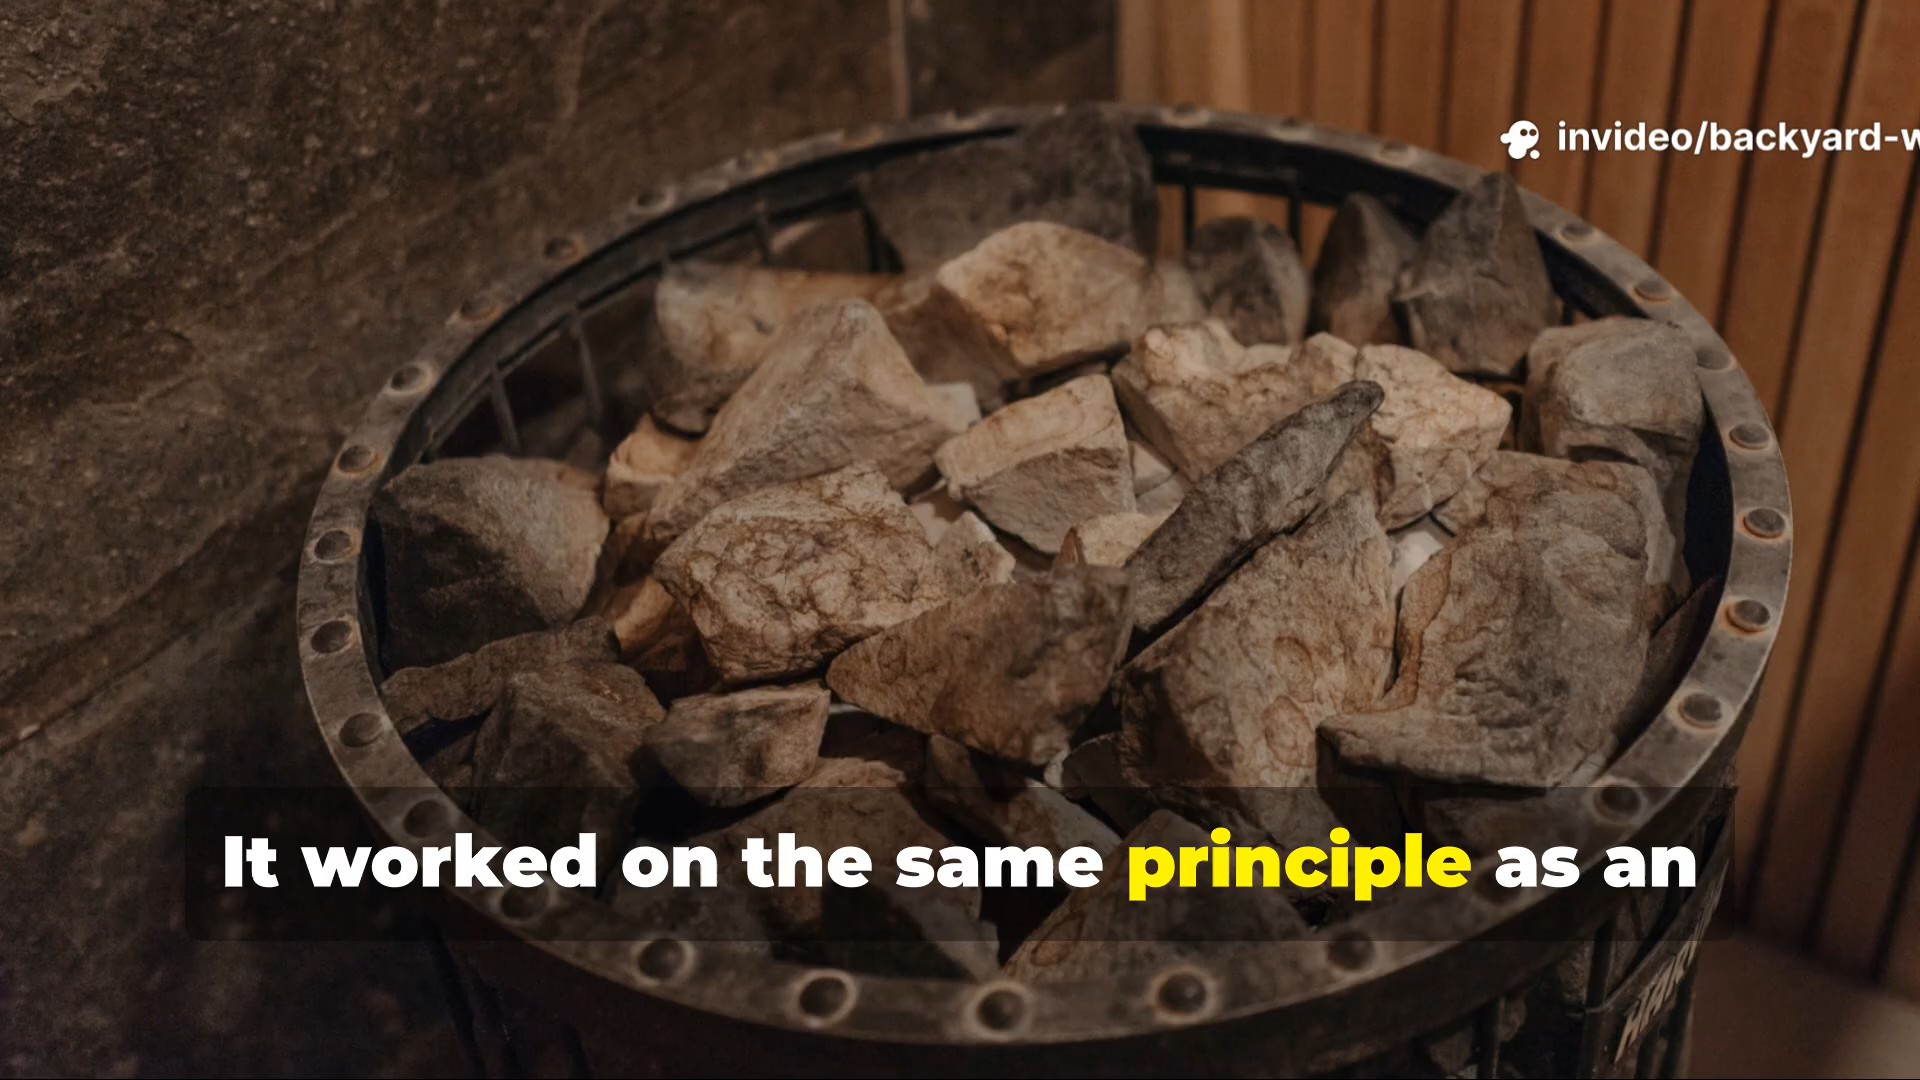 invideo/backyard-w
It worked on the same principle as an